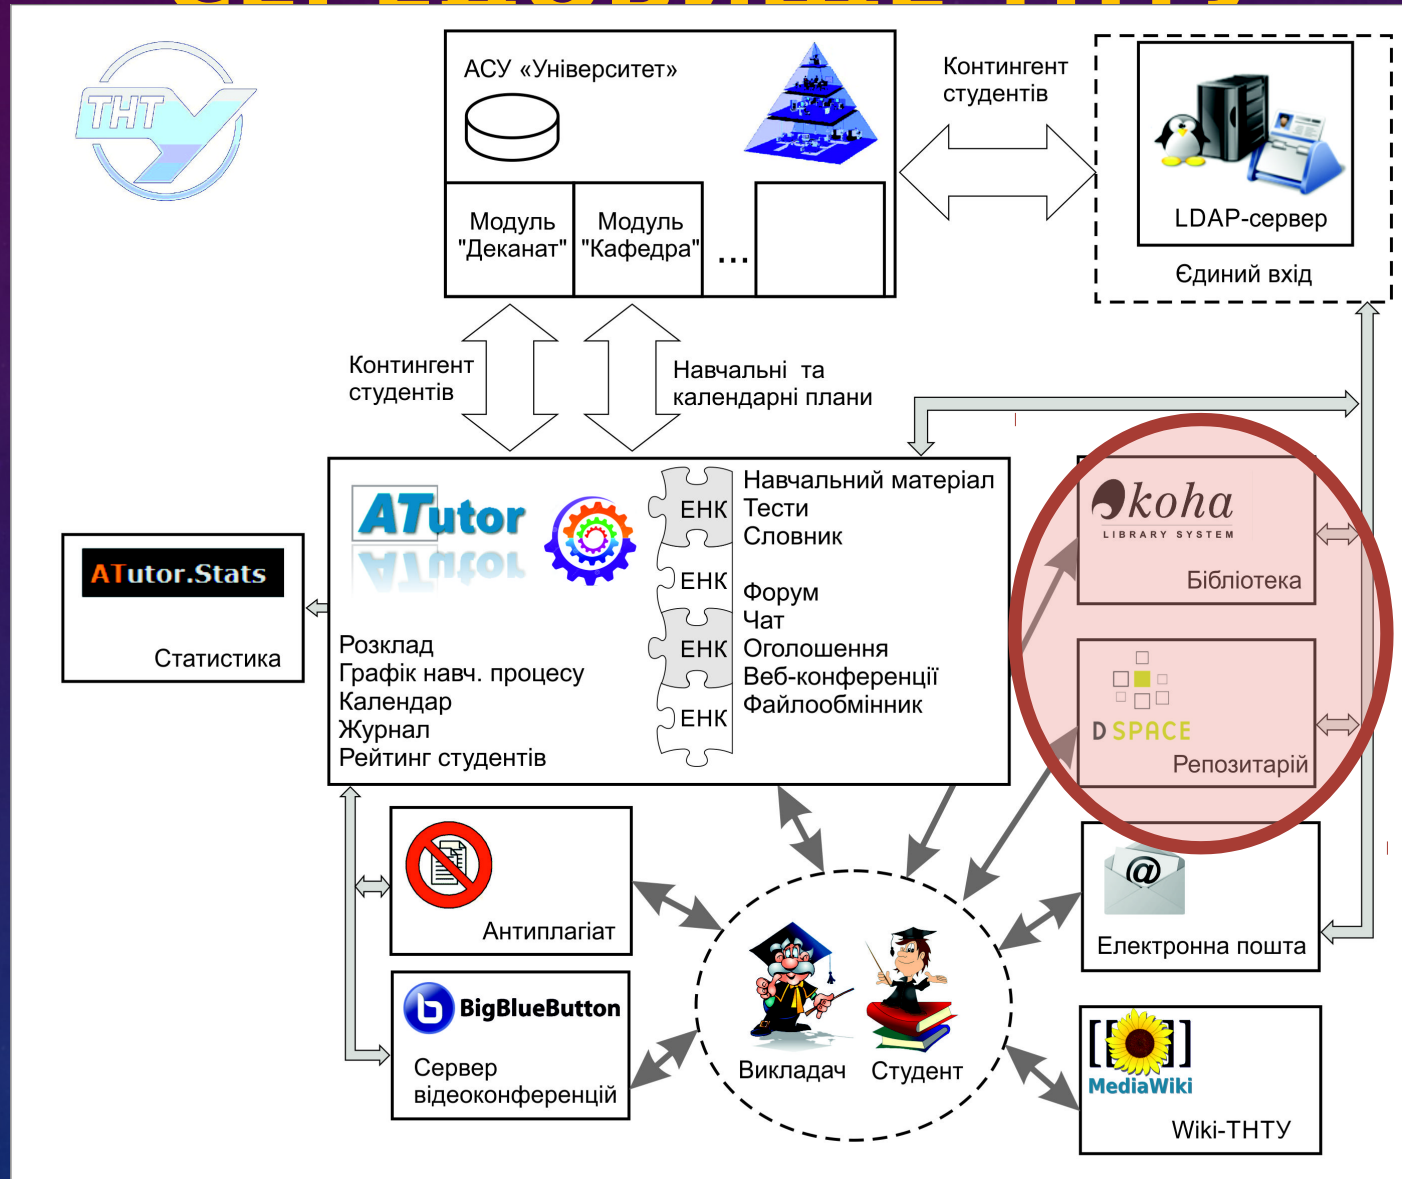 СЕРЕДОВИЩЕ ТНТУ
ТНТУ
АСУ «Університет»
Модуль
"Деканат"
Модуль
"Кафедра"
...
Контингент
студентів
LDAP-сервер
Єдиний вхід
Контингент
студентів
Навчальні та
календарні плани
ATutor
ЕНК
ЕНК
ЕНК
ЕНК
Навчальний матеріал
Тести
Словник
Форум
Чат
Оголошення
Веб-конференції
Файлообмінник
Розклад
Графік навч. процесу
Календар
Журнал
Рейтинг студентів
ATutor.Stats
Статистика
koha
LIBRARY SYSTEM
Бібліотека
DSPACE
Репозитарій
Антиплагіат
@
Електронна пошта
b BigBlueButton
Сервер
відеоконференцій
Викладач
Студент
[[ ]]
MediaWiki
Wiki-ТНТУ